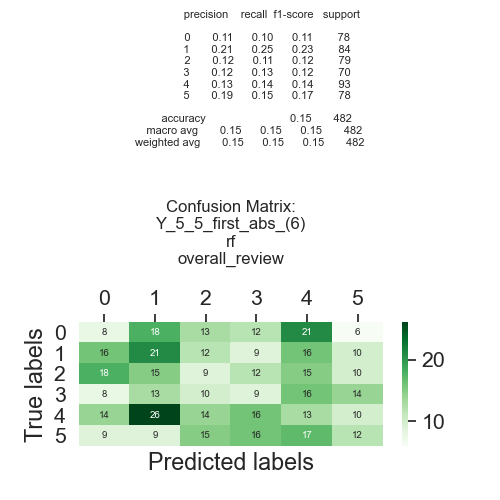 precision recall f1-score support
0 0.11 0.10 0.11 78
1 0.21 0.25 0.23 84
2 0.12 0.11 0.12 79
3 0.12 0.13 0.12 70
4 0.13 0.14 0.14 93
5 0.19 0.15 0.17 78
accuracy 0.15 482
macro avg 0.15 0.15 0.15 482
weighted avg 0.15 0.15 0.15 482
Confusion Matrix:
Y_5_5_first_abs_(6)
rf
overall_review
0 1 2 3 4 5
0 8 18 13 12 21 6
1 16 21 12 9 16 10
2 18 15 9 12 15 10
3 8 13 10 9 16 14
4 14 26 14 16 13 10
5 9 9 15 16 17 12
True labels
Predicted labels
20
10